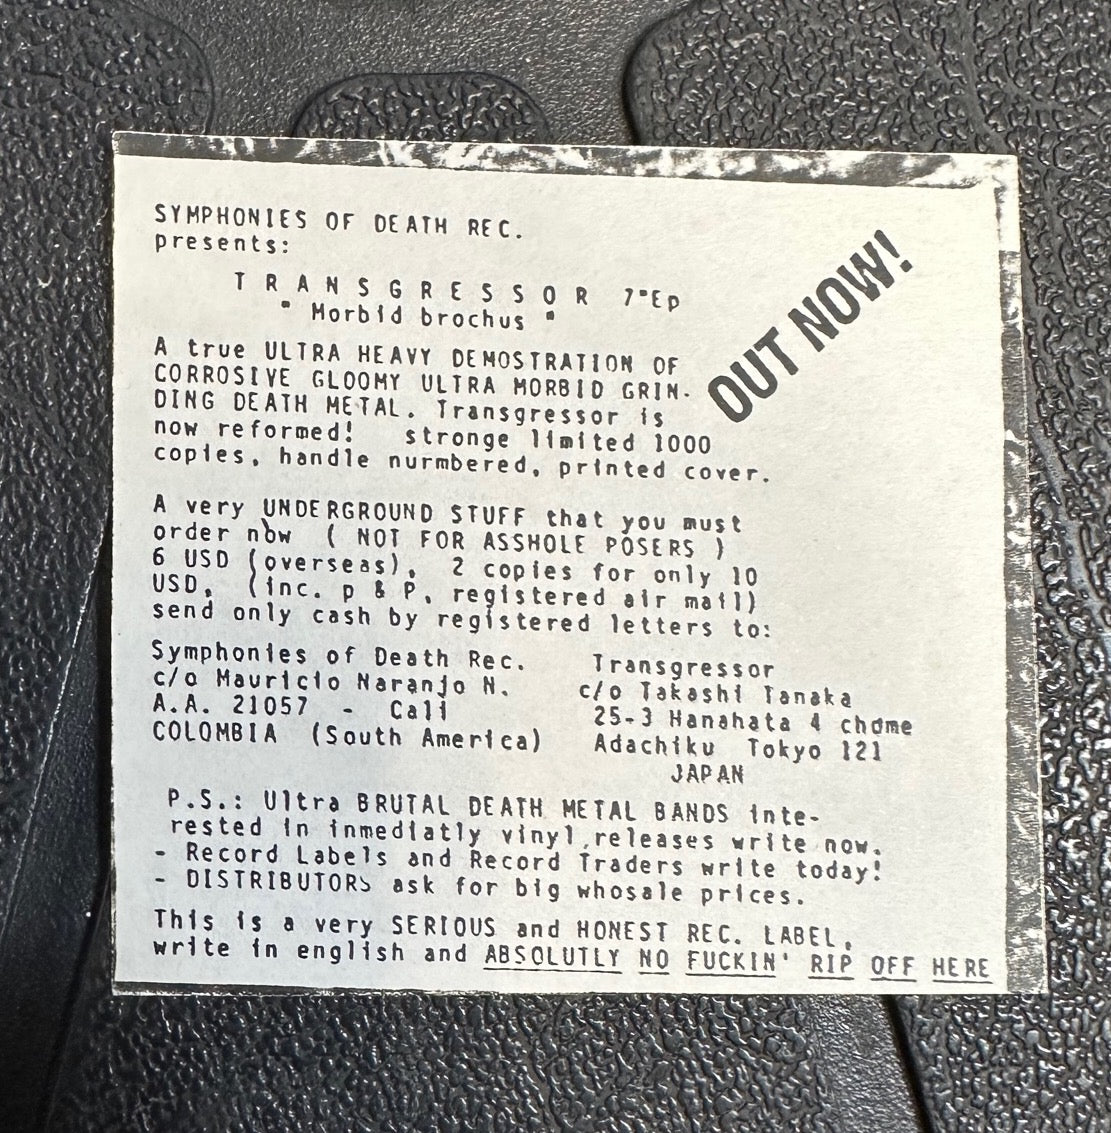 SYMPHONIES OF DEATH REC.
presents:
T R A N S G R E S S O R 7"Ep
" Morbid brochus "
OUT NOW!
A true ULTRA HEAVY DEMOSTRATION OF
CORROSIVE GLOOMY ULTRA MORBID GRIN-
DING DEATH METAL. Transgressor is
now reformed! stronge limited 1000
copies, handle nurmbered, printed cover.
A very UNDERGROUND STUFF that you must
order now ( NOT FOR ASSHOLE POSERS )
6 USD (overseas), 2 copies for only 10
USD, (inc. p & P, registered air mail)
send only cash by registered letters to:
Symphonies of Death Rec. Transgressor
c/o Mauricio Naranjo N. c/o Takashi Tanaka
A.A. 21057 - Cali 25-3 Hanahata 4 chome
COLOMBIA (South America) Adachiku Tokyo 121
JAPAN
P.S.: Ultra BRUTAL DEATH METAL BANDS inte-
rested in inmediatly vinyl releases write now.
- Record Labels and Record Traders write today!
- DISTRIBUTORS ask for big whosale prices.
This is a very SERIOUS and HONEST REC. LABEL,
write in english and ABSOLUTLY NO FUCKIN' RIP OFF HERE